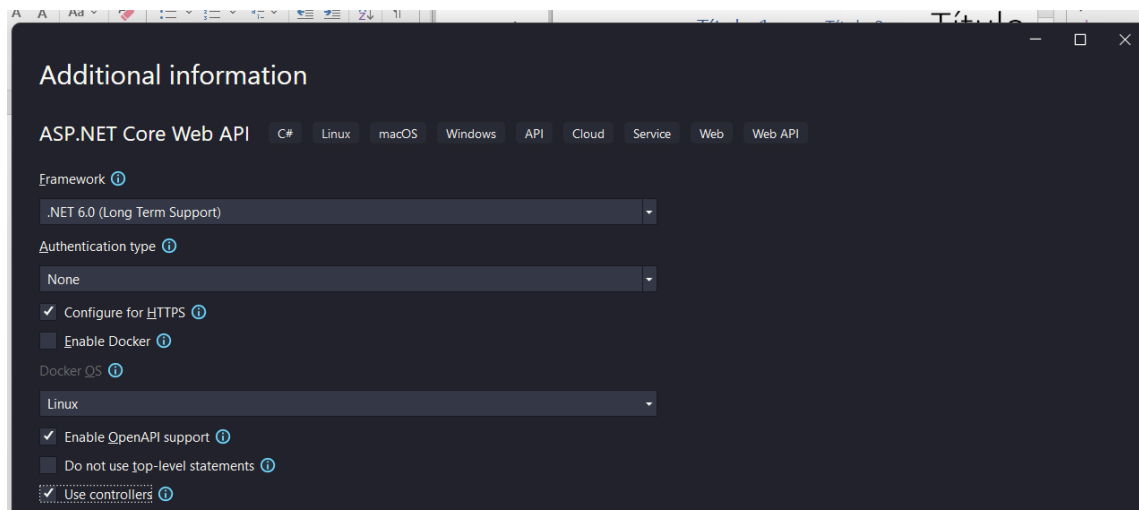 A A Aa
Título
Additional information
ASP.NET Core Web API C# Linux macOS Windows API Cloud Service Web Web API
Framework
.NET 6.0 (Long Term Support)
Authentication type
None
Configure for HTTPS
Enable Docker
Docker OS
Linux
Enable OpenAPI support
Do not use top-level statements
Use controllers